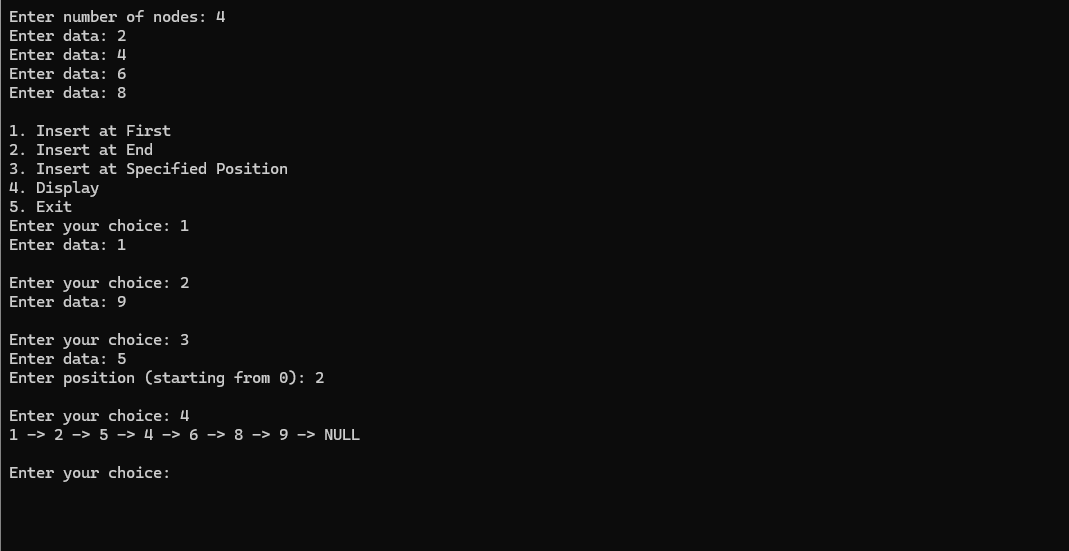 Enter number of nodes: 4
Enter data: 2
Enter data: 4
Enter data: 6
Enter data: 8
1. Insert at First
2. Insert at End
3. Insert at Specified Position
4. Display
5. Exit
Enter your choice: 1
Enter data: 1
Enter your choice: 2
Enter data: 9
Enter your choice: 3
Enter data: 5
Enter position (starting from 0): 2
Enter your choice: 4
1 -> 2 -> 5 -> 4 -> 6 -> 8 -> 9 -> NULL
Enter your choice: